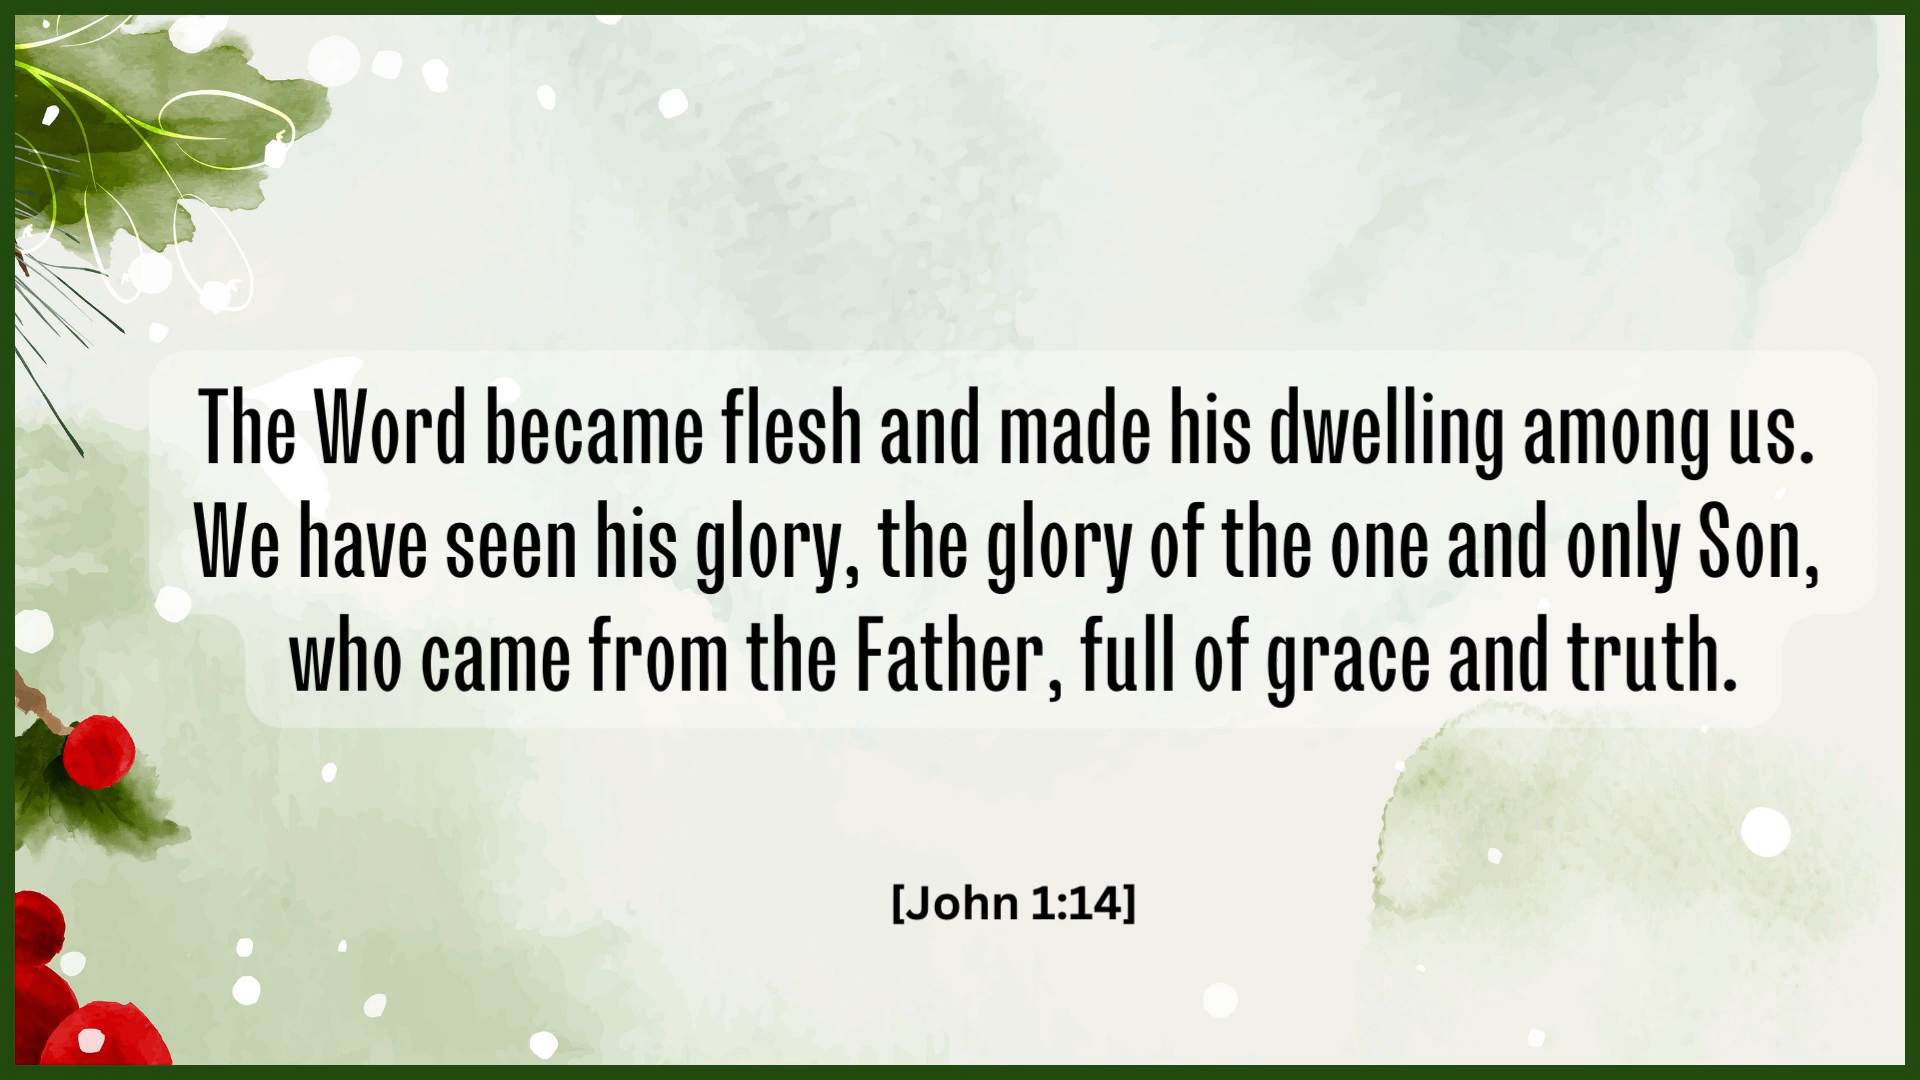 The Word became flesh and made his dwelling among us.
We have seen his glory, the glory of the one and only Son,
who came from the Father, full of grace and truth.
[John 1:14]